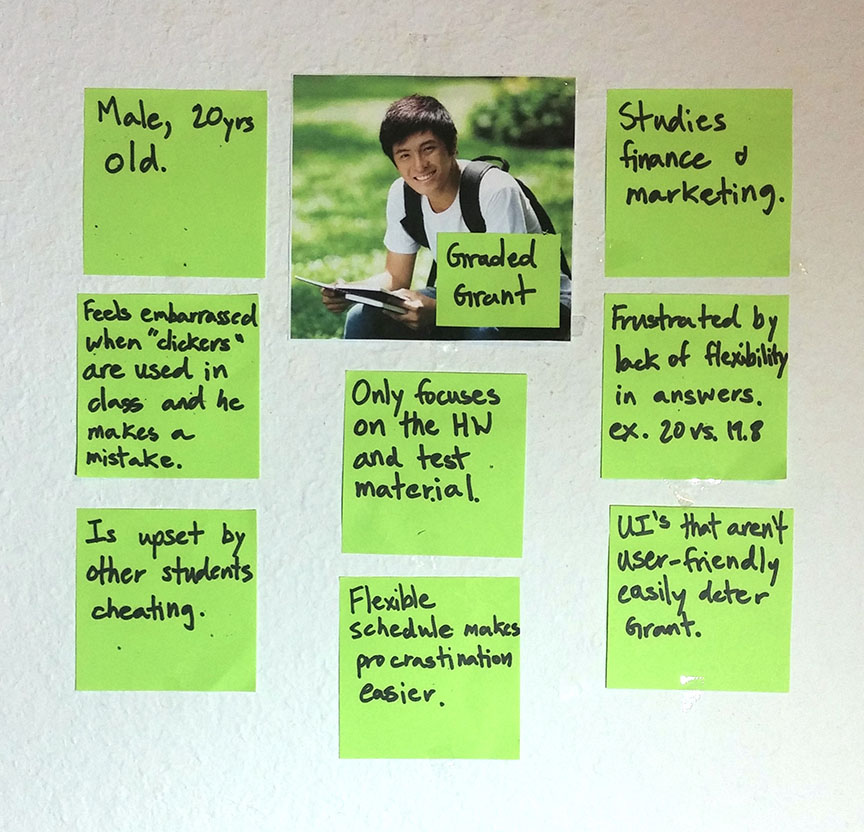 Male, 20yrs
old.
Graded
Grant
Studies
finance &
marketing.
Feels embarrassed
when "clickers"
are used in
class and he
makes a
mistake.
Only focuses
on the HW
and test
material.
Frustrated by
lack of flexibility
in answers.
ex. 20 vs. 19.8
Is upset by
other students
cheating.
Flexible
schedule makes
procrastination
easier.
UI's that aren't
user-friendly
easily deter
Grant.